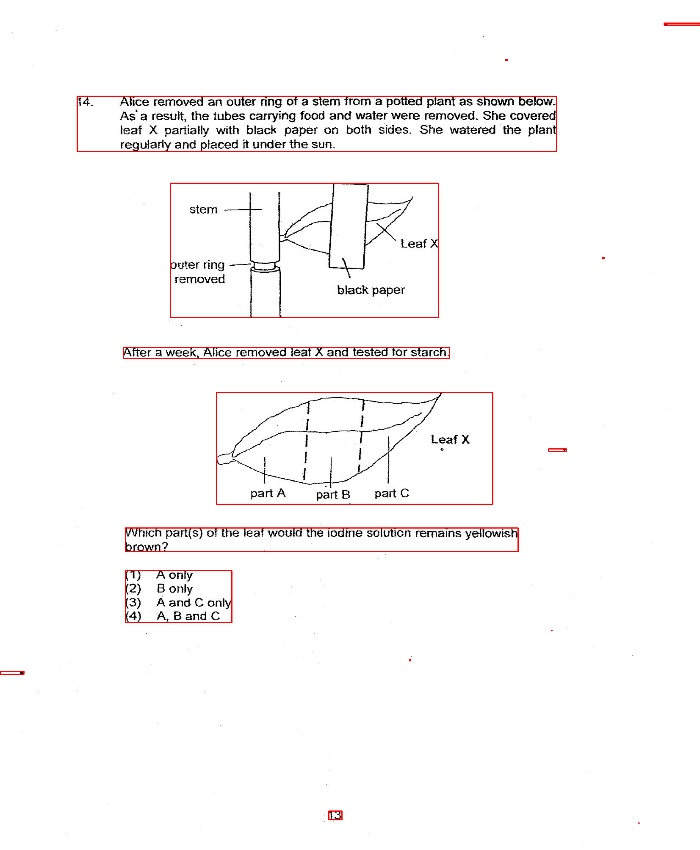 14. Alice removed an outer ring of a stem from a potted plant as shown below.
As a result, the tubes carrying food and water were removed. She covered
leaf X partially with black paper on both sides. She watered the plant
regularly and placed it under the sun.
stem
Leaf X
outer ring
removed
black paper
After a week, Alice removed leaf X and tested for starch.
Leaf X
part A part B part C
Which part(s) of the leaf would the iodine solution remains yellowish
brown?
(1) A only
(2) B only
(3) A and C only
(4) A, B and C
13